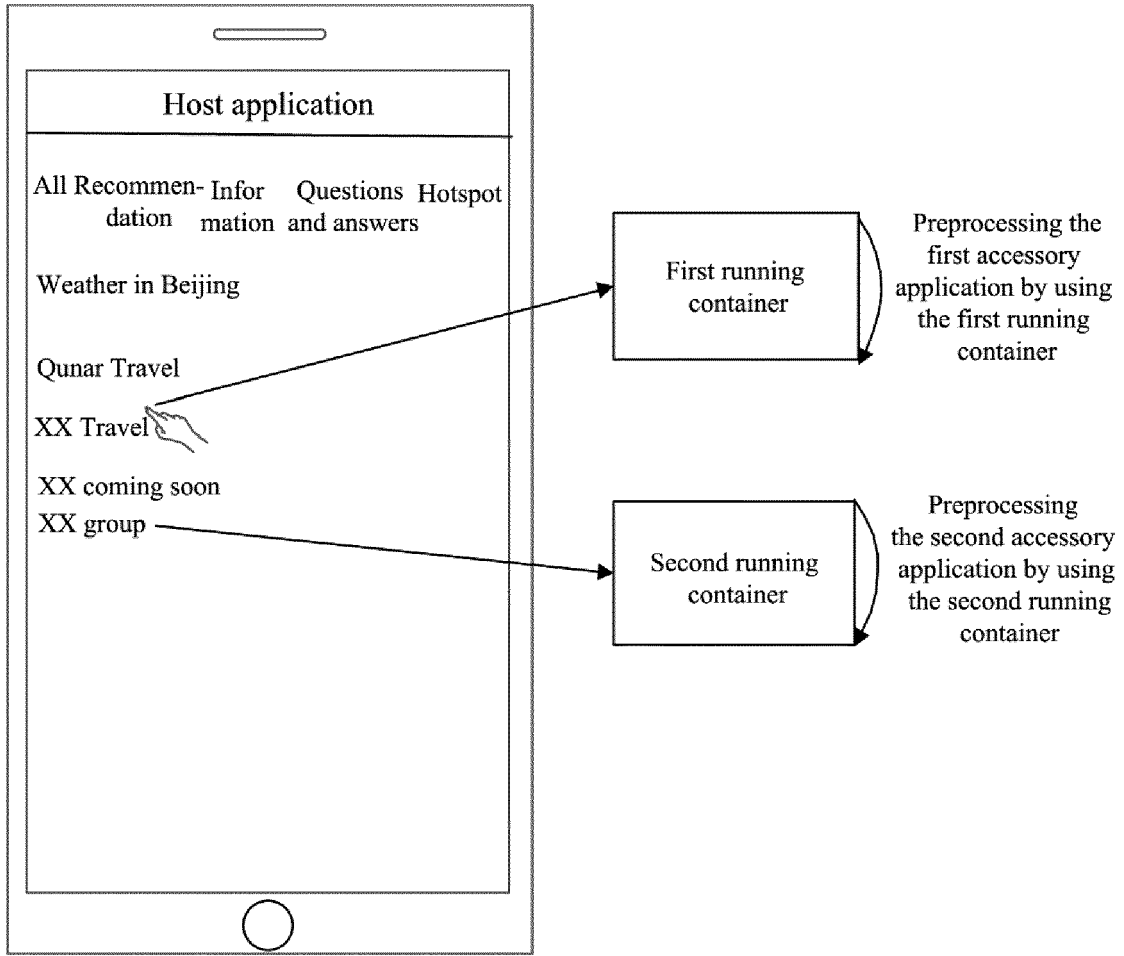 Host application
All Recommen-
dation
Infor
mation
Questions
and answers
Hotspot
Weather in Beijing
Qunar Travel
XX Travel
XX coming soon
XX group
First running
container
Preprocessing the
first accessory
application by using
the first running
container
Second running
container
Preprocessing
the second accessory
application by using
the second running
container